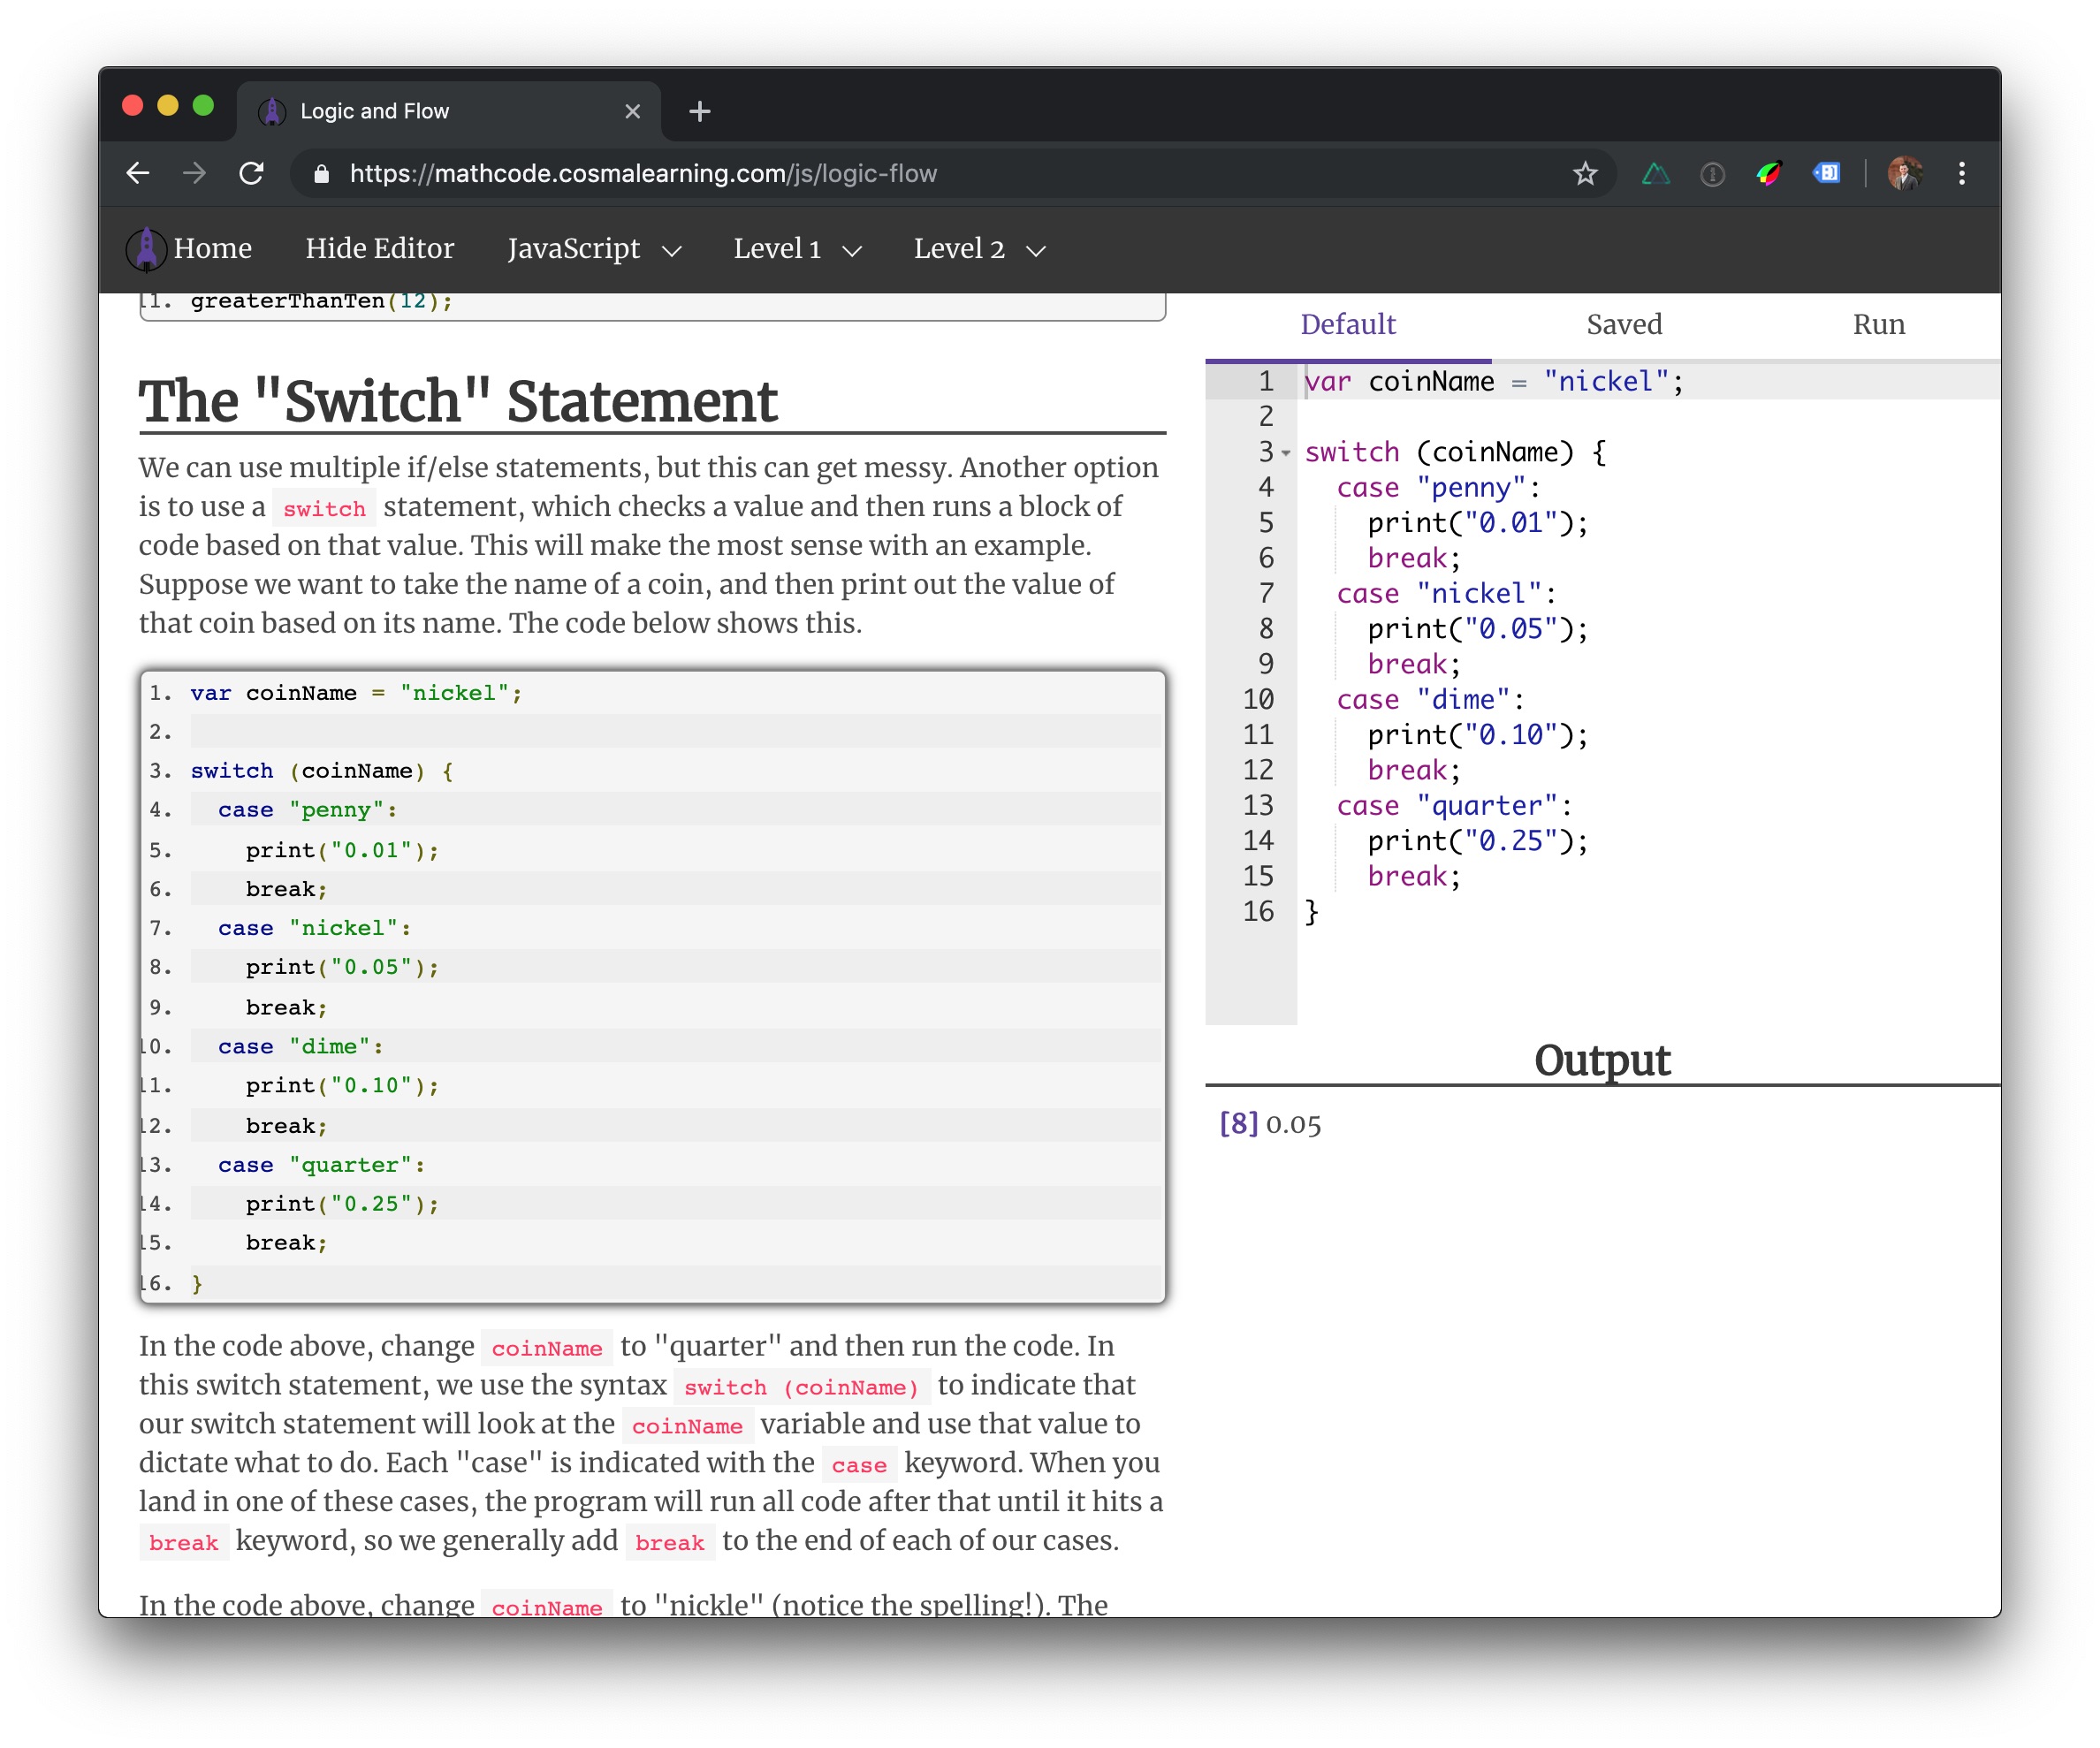 Logic and Flow
https://mathcode.cosmalearning.com/js/logic-flow
Home Hide Editor JavaScript Level 1 Level 2
11. greaterThanTen(12);
The "Switch" Statement
We can use multiple if/else statements, but this can get messy. Another option
is to use a switch statement, which checks a value and then runs a block of
code based on that value. This will make the most sense with an example.
Suppose we want to take the name of a coin, and then print out the value of
that coin based on its name. The code below shows this.
1. var coinName = "nickel";
2.
3. switch (coinName) {
4. case "penny":
5. print("0.01");
6. break;
7. case "nickel":
8. print("0.05");
9. break;
10. case "dime":
11. print("0.10");
12. break;
13. case "quarter":
14. print("0.25");
15. break;
16. }
In the code above, change coinName to "quarter" and then run the code. In
this switch statement, we use the syntax switch (coinName) to indicate that
our switch statement will look at the coinName variable and use that value to
dictate what to do. Each "case" is indicated with the case keyword. When you
land in one of these cases, the program will run all code after that until it hits a
break keyword, so we generally add break to the end of each of our cases.
In the code above, change coinName to "nickle" (notice the spelling!). The
Default Saved Run
1 var coinName = "nickel";
2
3 switch (coinName) {
4 case "penny":
5 print("0.01");
6 break;
7 case "nickel":
8 print("0.05");
9 break;
10 case "dime":
11 print("0.10");
12 break;
13 case "quarter":
14 print("0.25");
15 break;
16 }
Output
[8] 0.05